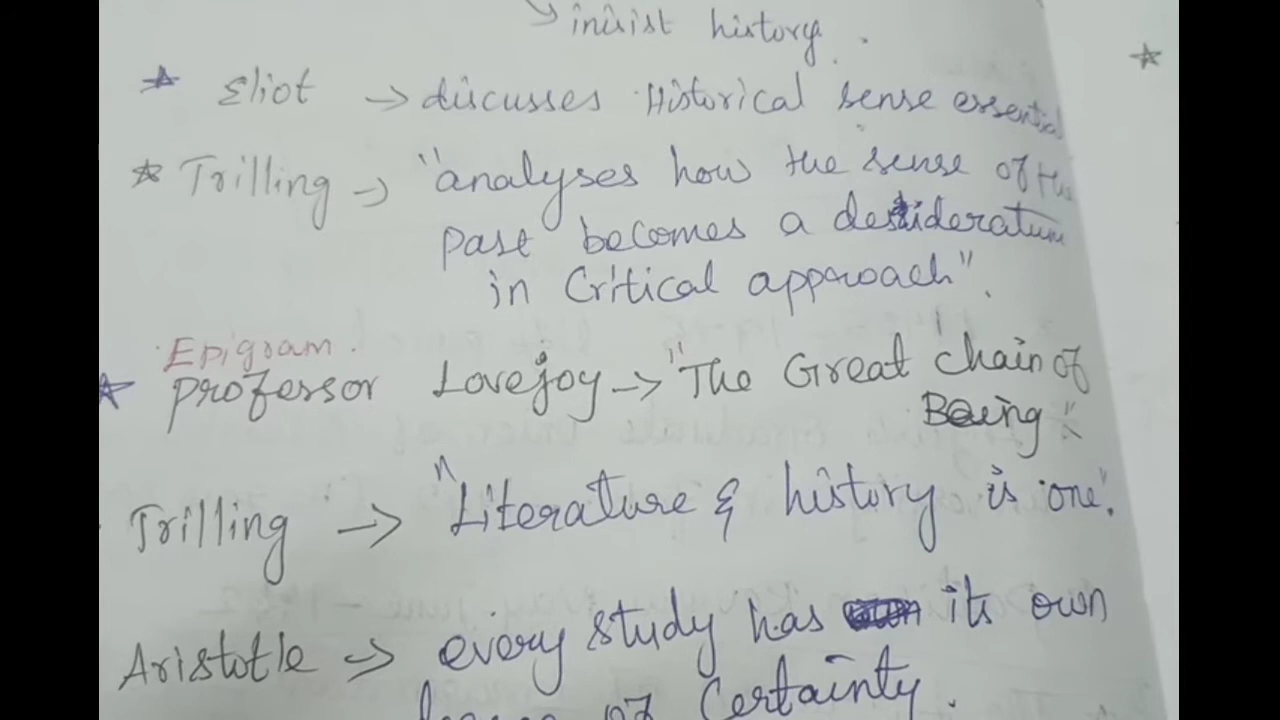 → inisist history.
☆ Eliot → discusses Historical sense essential
☆ Trilling → "analyses how the sense of the
past becomes a desideratum
in Critical approach".
Epigram.
☆ professor Lovejoy → "The Great Chain of
Being"
Trilling → "Literature & history is one".
Aristotle → every study has its own
of Certainty.
☆